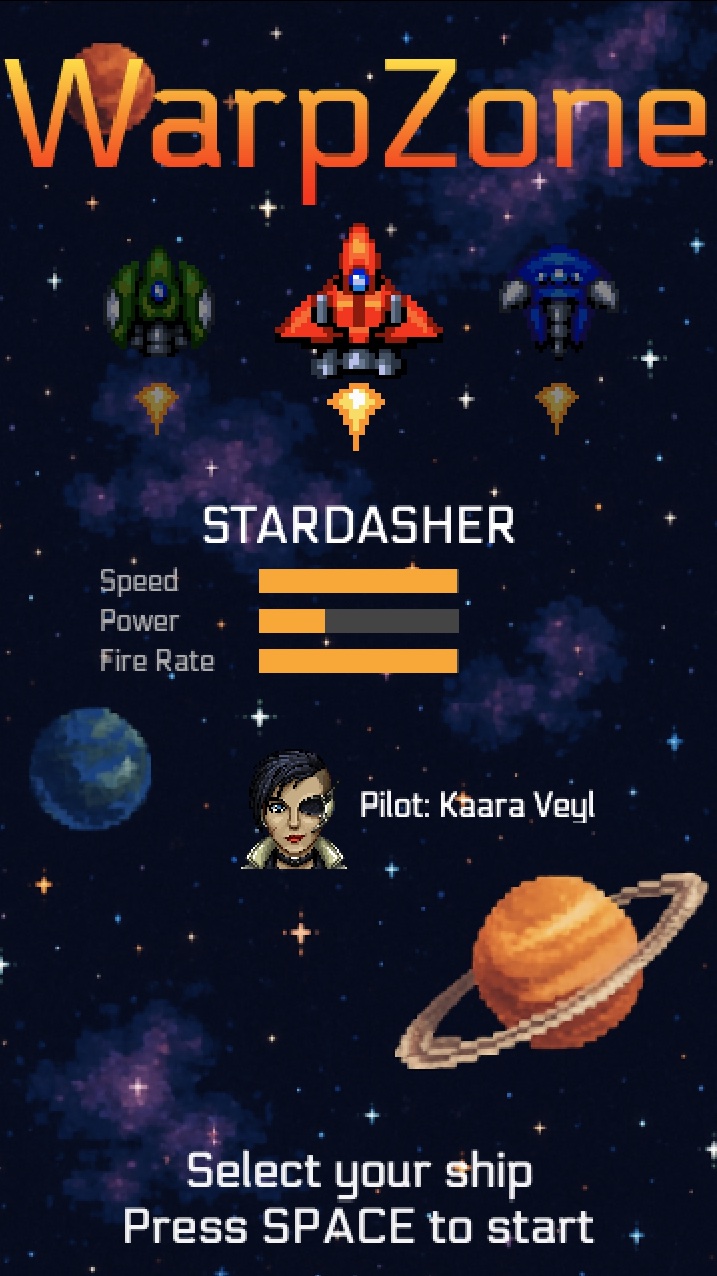 WarpZone
STARDASHER
Speed
Power
Fire Rate
Pilot: Kaara Veyl
Select your ship
Press SPACE to start